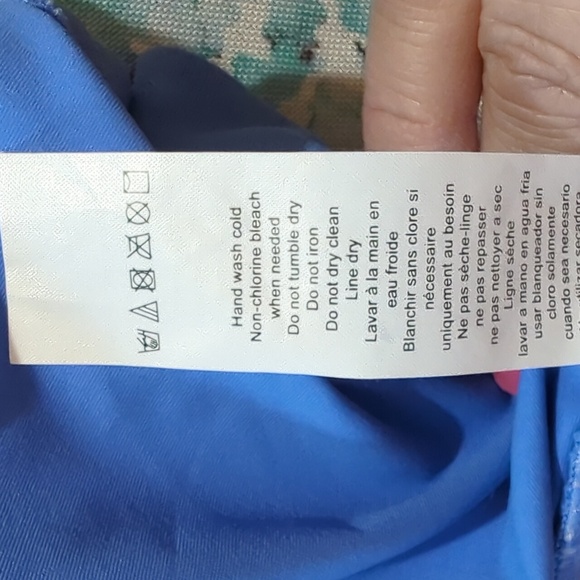 Hand wash cold
Non-chlorine bleach
when needed
Do not tumble dry
Do not iron
Do not dry clean
Line dry
Lavar à la main en
eau froide
Blanchir sans clore si
nécessaire
uniquement au besoin
Ne pas sèche-linge
ne pas repasser
ne pas nettoyer a sec
Ligne sèche
lavar a mano en agua fria
usar blanqueador sin
cloro solamente
cuando sea necesario